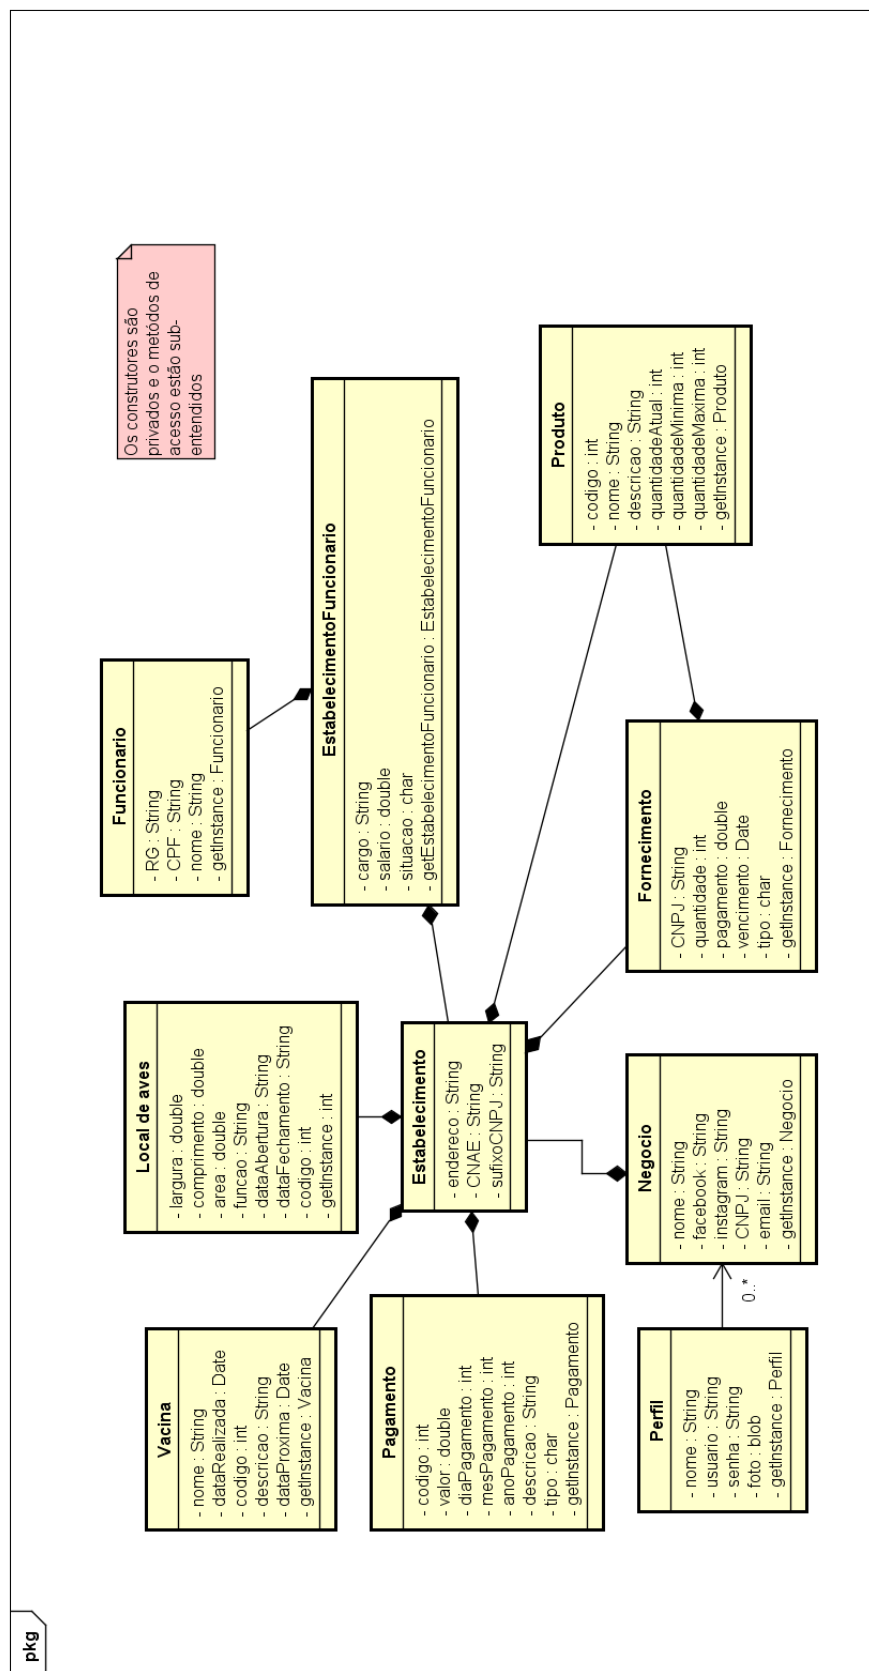 pkg
Vacina
- nome : String
- dataRealizada : Date
- codigo : int
- descricao : String
- dataProxima : Date
- getInstance : Vacina
Local de aves
- largura : double
- comprimento : double
- area : double
- funcao : String
- dataAbertura : String
- dataFechamento : String
- codigo : int
- getInstance : int
Funcionario
- RG : String
- CPF : String
- nome : String
- getInstance : Funcionario
Os construtores são
privados e o metódos de
acesso estão sub-
entendidos
Pagamento
- codigo : int
- valor : double
- diaPagamento : int
- mesPagamento : int
- anoPagamento : int
- descricao : String
- tipo : char
- getInstance : Pagamento
Estabelecimento
- endereco : String
- CNAE : String
- sufixoCNPJ : String
EstabelecimentoFuncionario
- cargo : String
- salario : double
- situacao : char
- getEstabelecimentoFuncionario : EstabelecimentoFuncionario
Perfil
- nome : String
- usuario : String
- senha : String
- foto : blob
- getInstance : Perfil
0..*
Negocio
- nome : String
- facebook : String
- instagram : String
- CNPJ : String
- email : String
- getInstance : Negocio
Fornecimento
- CNPJ : String
- quantidade : int
- pagamento : double
- vencimento : Date
- tipo : char
- getInstance : Fornecimento
Produto
- codigo : int
- nome : String
- descricao : String
- quantidadeAtual : int
- quantidadeMinima : int
- quantidadeMaxima : int
- getInstance : Produto